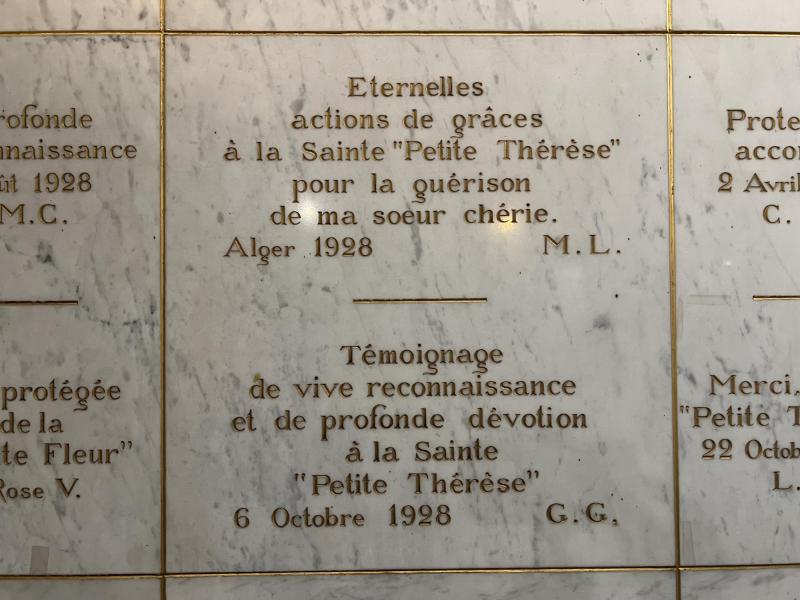 rofonde
nnaissance
ût 1928
M.C.
protégée
de la
te Fleur"
Rose V.
Eternelles
actions de grâces
à la Sainte "Petite Thérèse"
pour la guérison
de ma soeur chérie.
Alger 1928 M.L.
Témoignage
de vive reconnaissance
et de profonde dévotion
à la Sainte
"Petite Thérèse"
6 Octobre 1928 G.G.
Prote
accor
2 Avril
C.
Merci,
"Petite T
22 Octob
L.